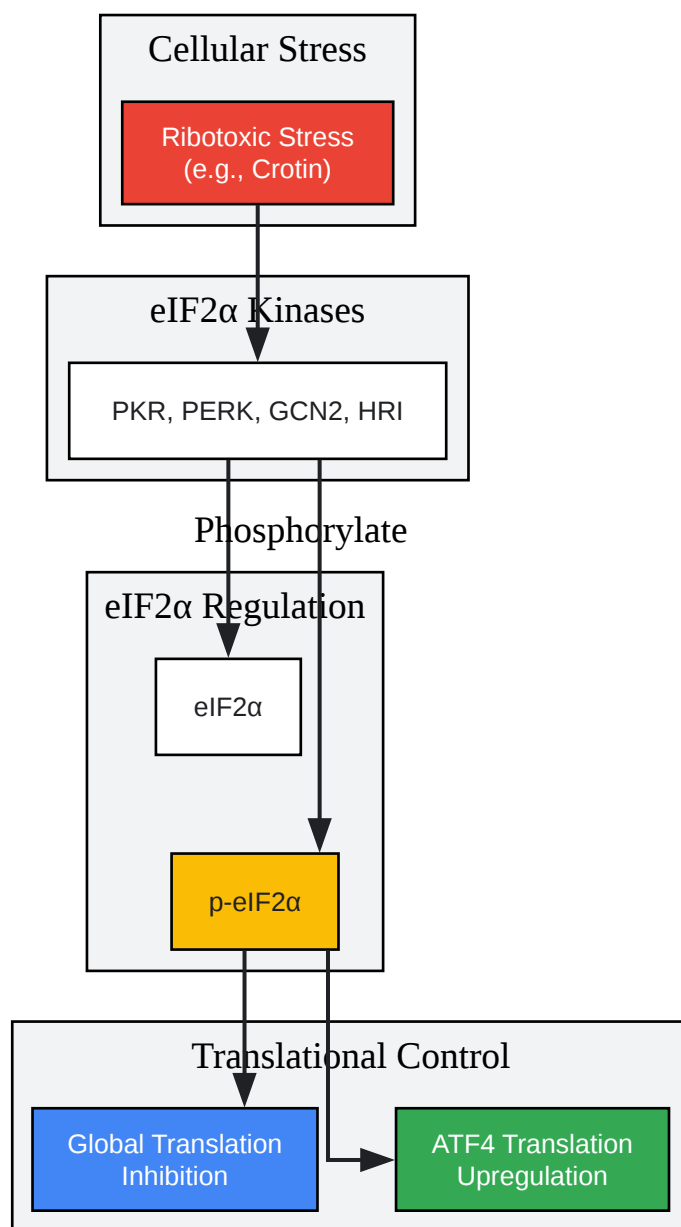 Cellular Stress
Ribotoxic Stress
(e.g., Crotin)
eIF2α Kinases
PKR, PERK, GCN2, HRI
Phosphorylate
eIF2α Regulation
eIF2α
p-eIF2α
Translational Control
Global Translation
Inhibition
ATF4 Translation
Upregulation